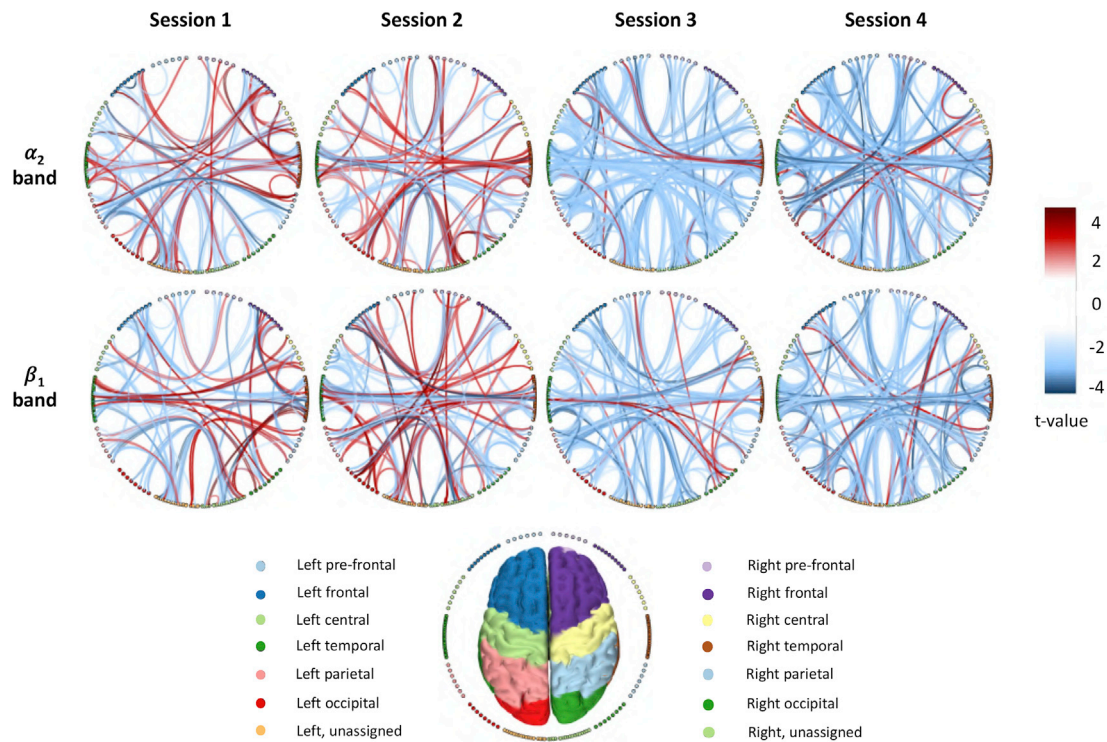 Session 1 Session 2 Session 3 Session 4
α₂
band
β₁
band
4
2
0
-2
-4
t-value
Left pre-frontal
Left frontal
Left central
Left temporal
Left parietal
Left occipital
Left, unassigned
Right pre-frontal
Right frontal
Right central
Right temporal
Right parietal
Right occipital
Right, unassigned